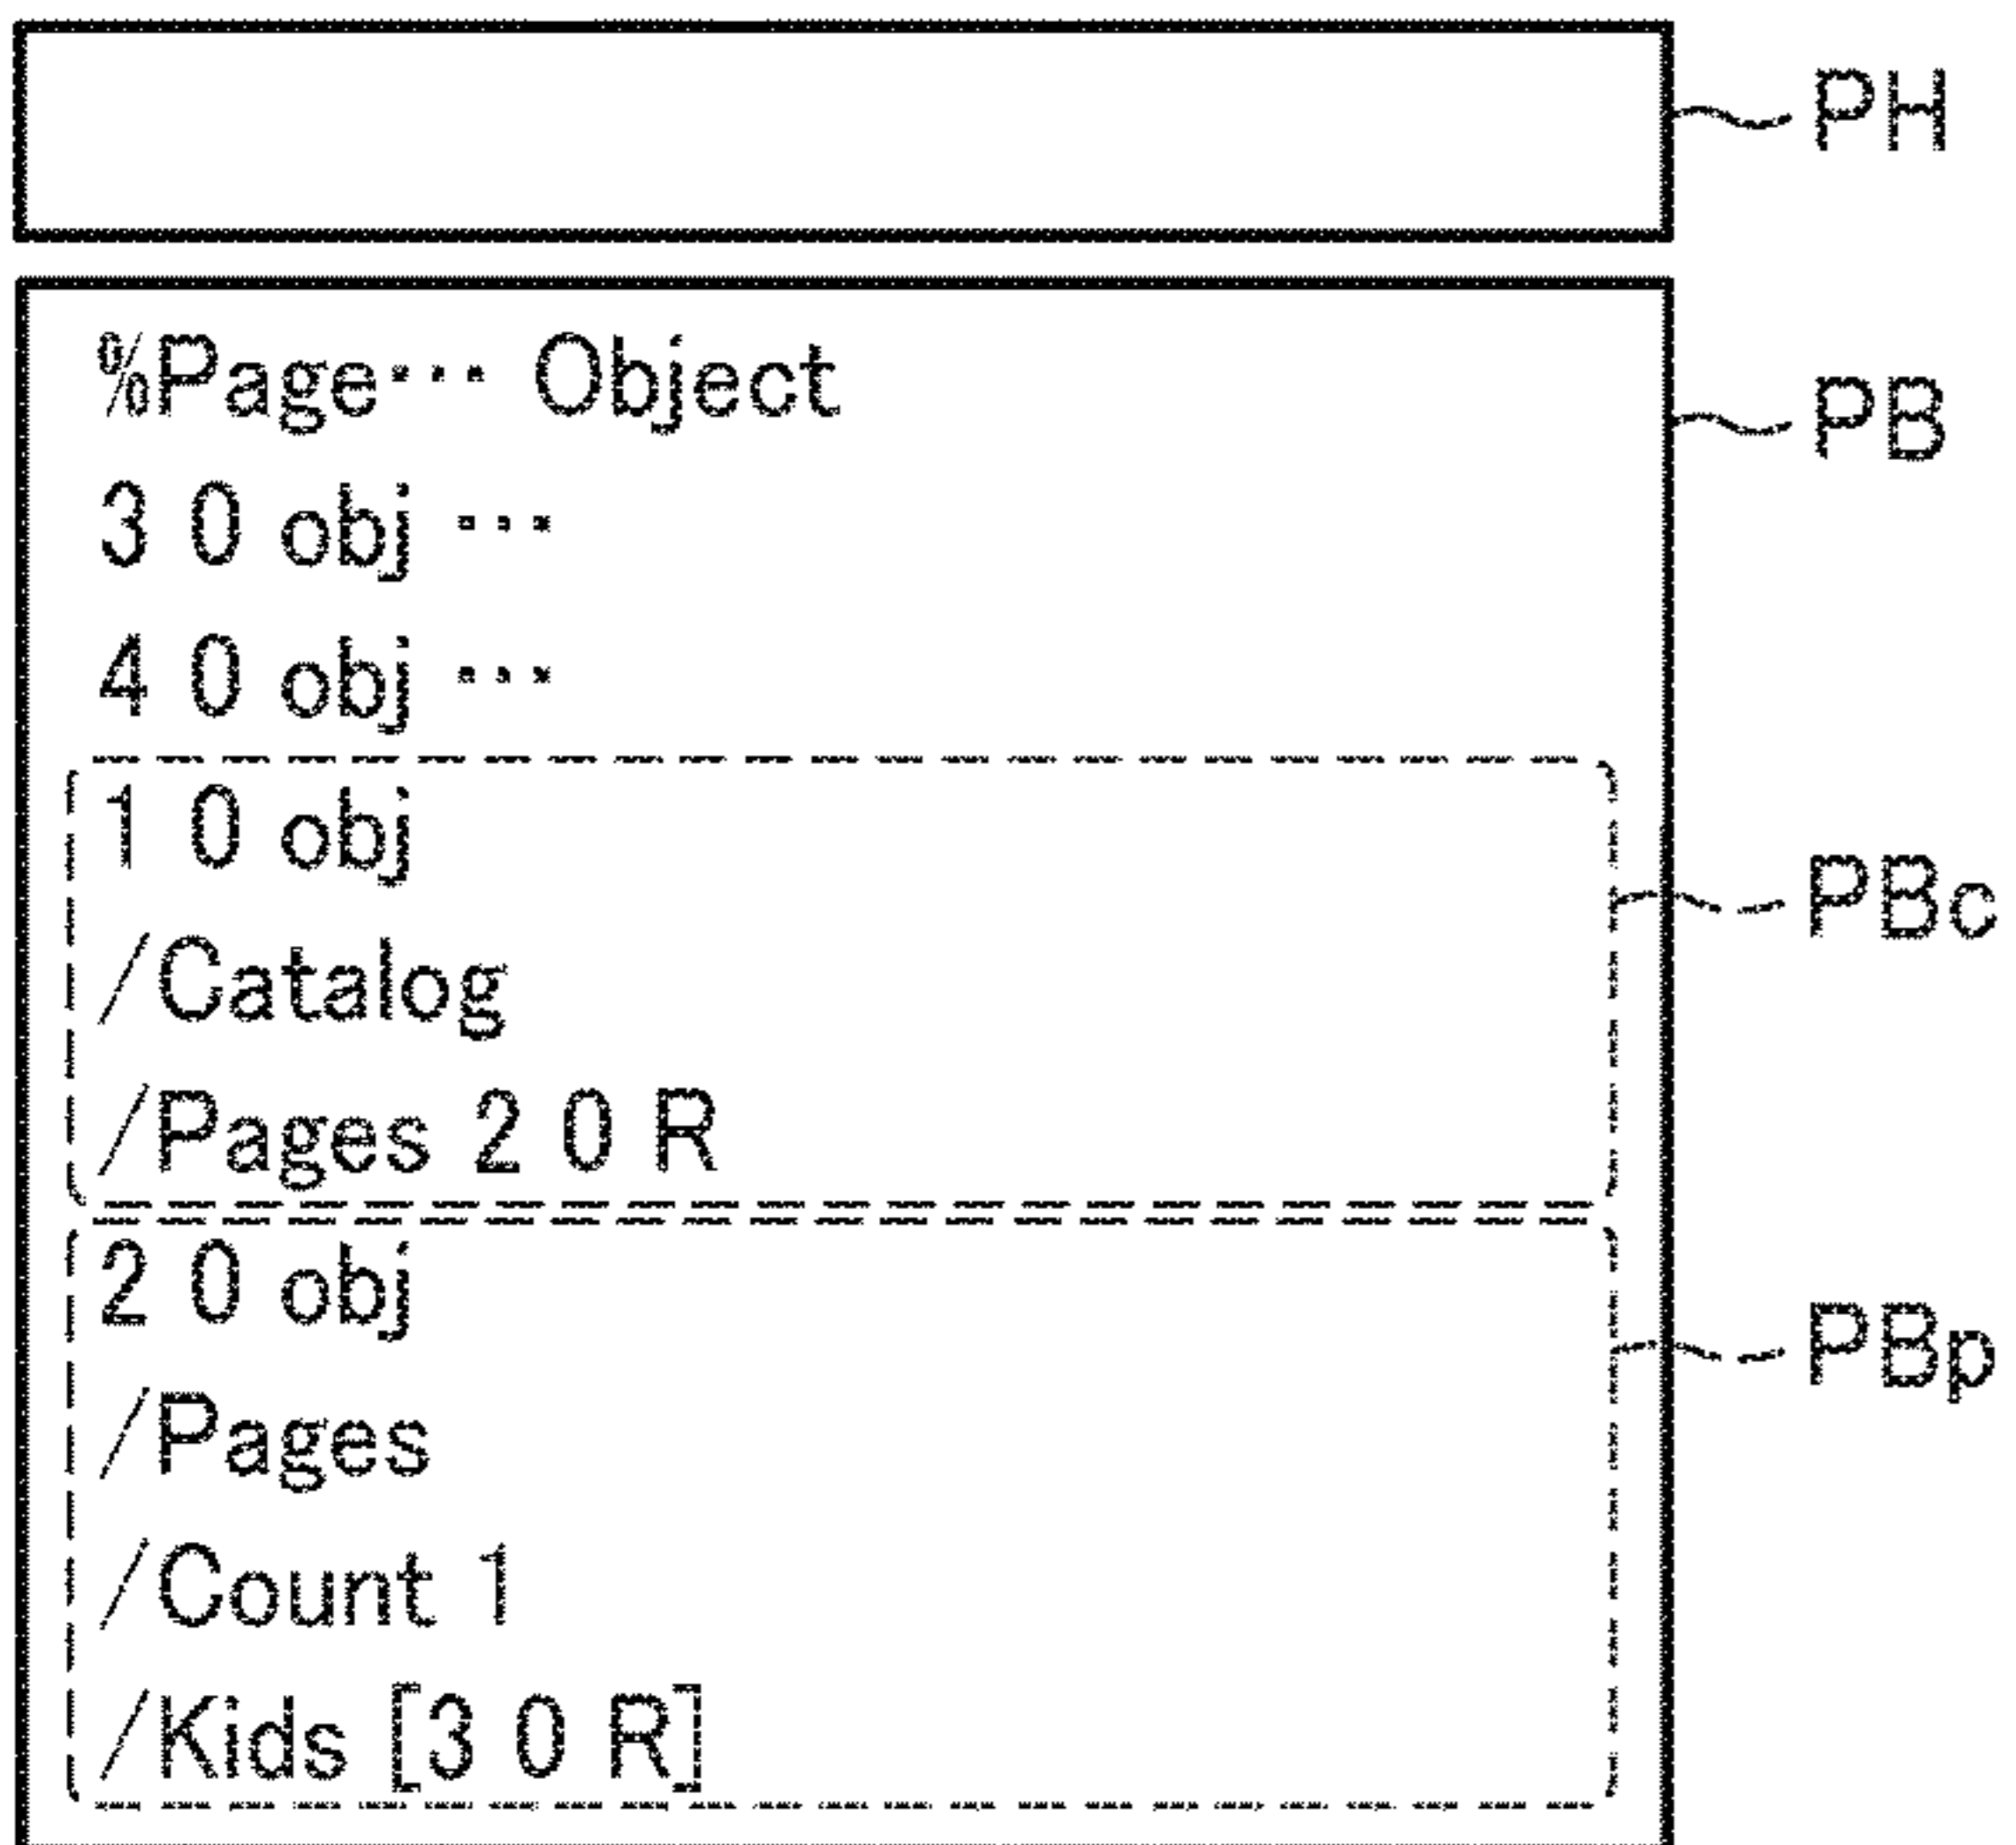 PH
%Page··· Object
PB
3 0 obj ···
4 0 obj ···
1 0 obj
PBc
/Catalog
/Pages 2 0 R
2 0 obj
PBp
/Pages
/Count 1
/Kids [3 0 R]